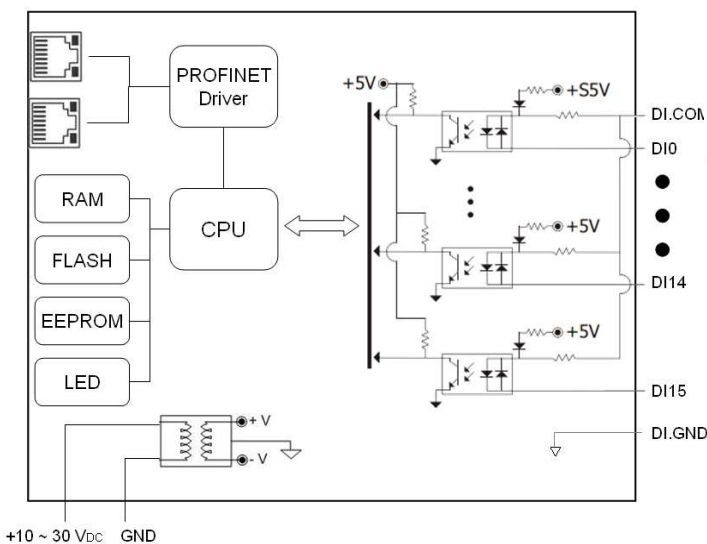 PROFINET
Driver
+5V
+S5V
DI.COM
DI0
RAM
CPU
FLASH
+5V
DI14
EEPROM
+5V
LED
DI15
+ V
DI.GND
- V
+10 ~ 30 VDC GND